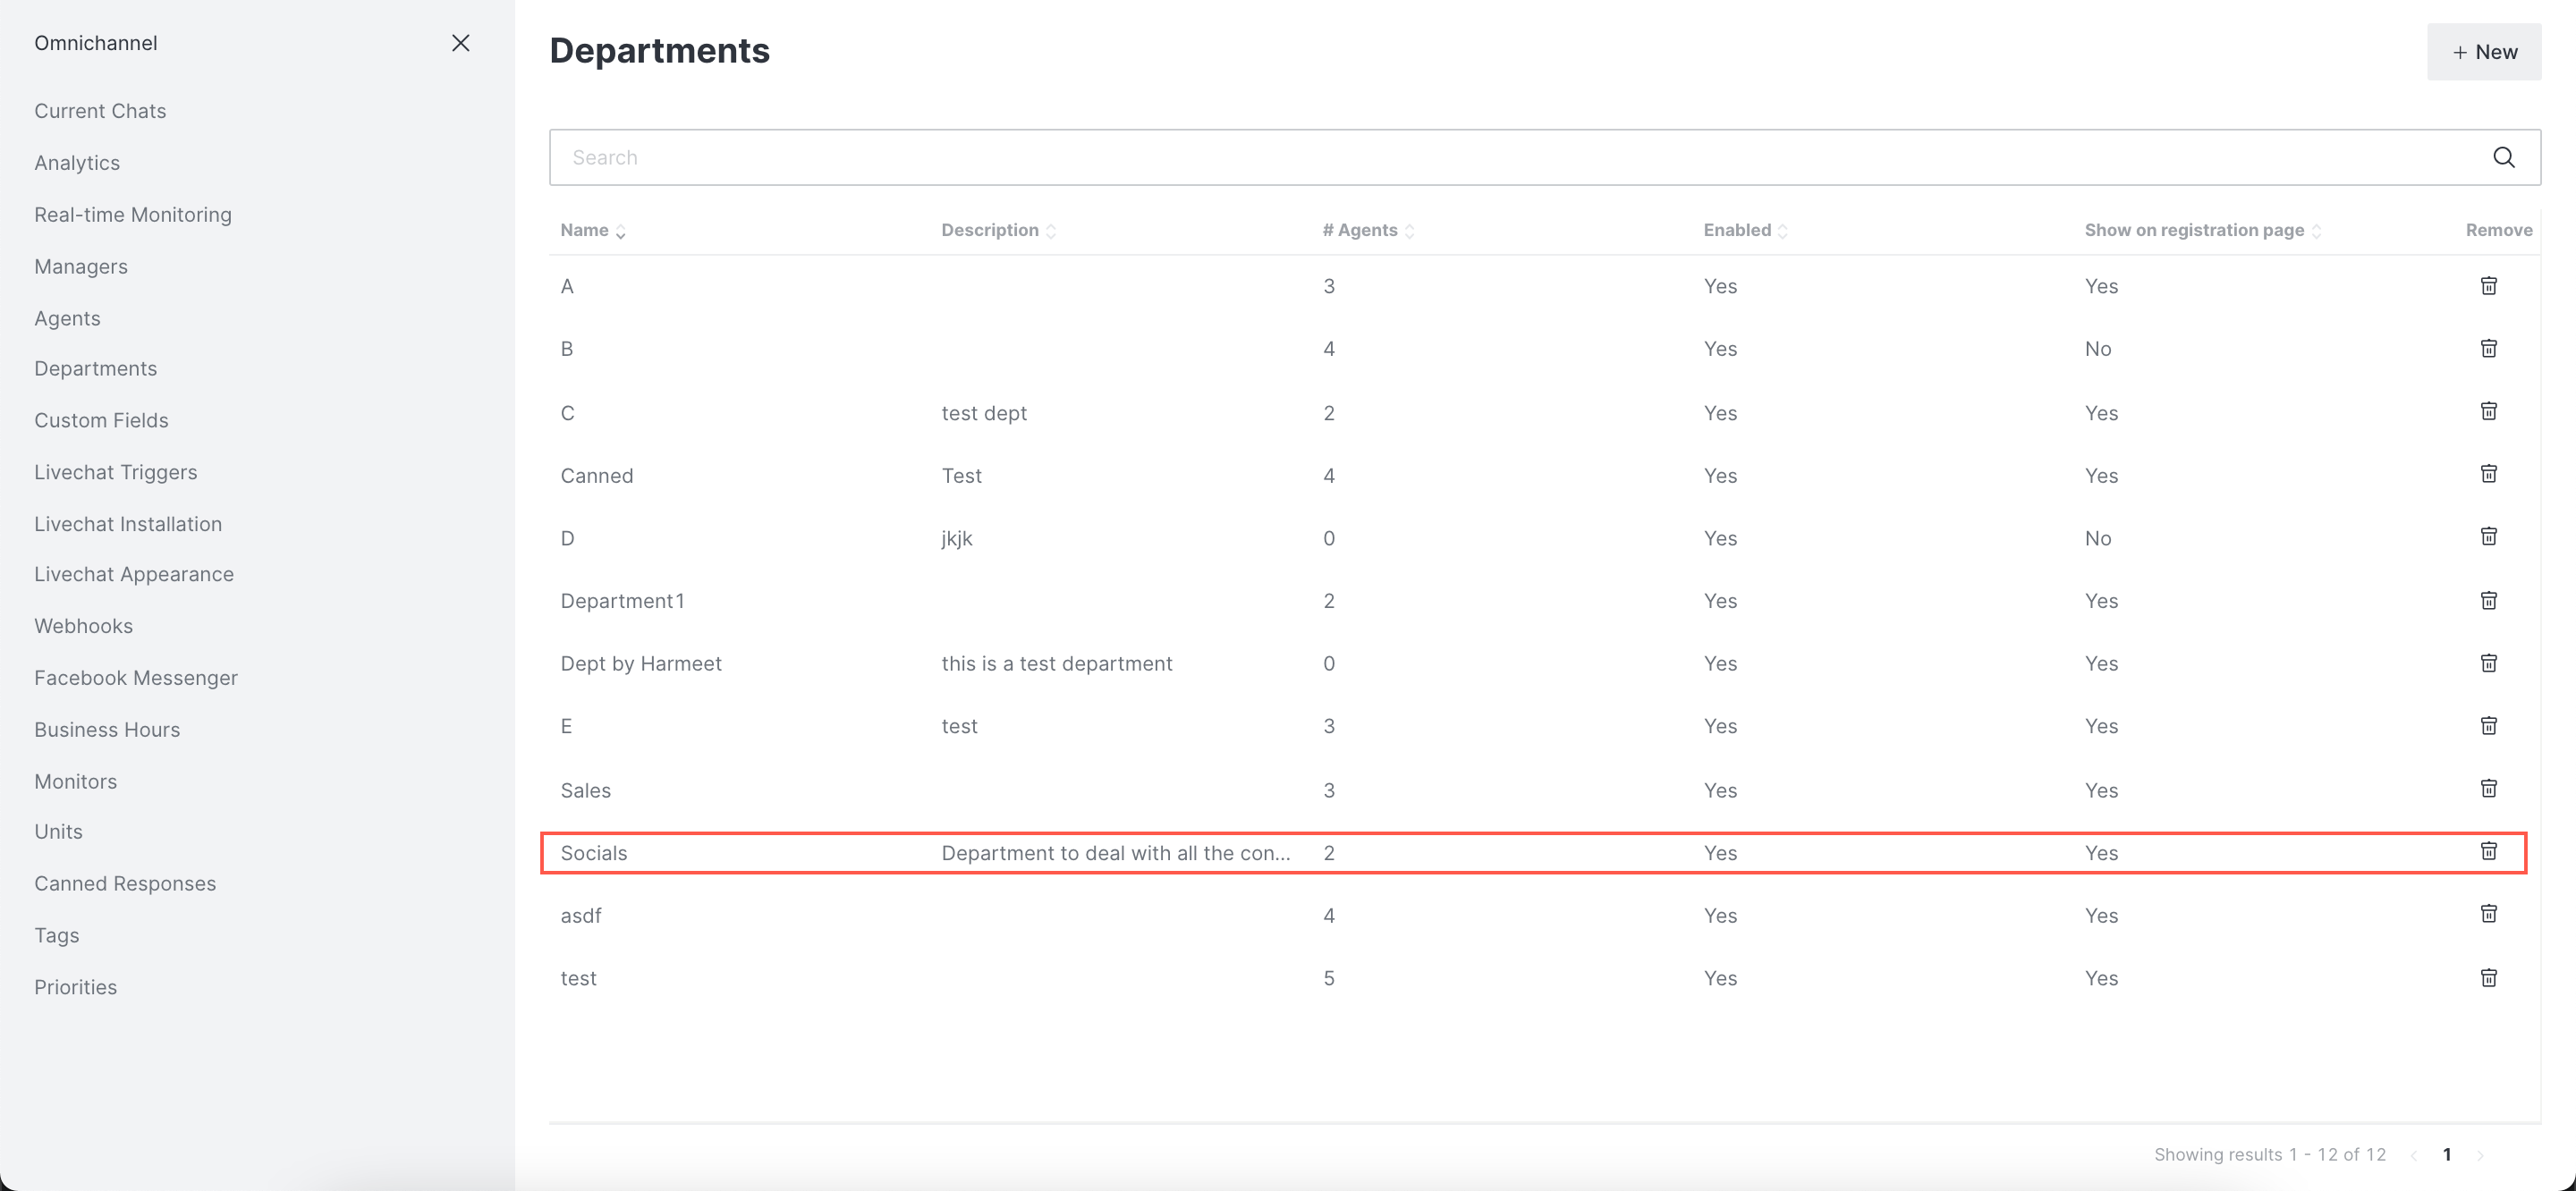 Omnichannel
Current Chats
Analytics
Real-time Monitoring
Managers
Agents
Departments
Custom Fields
Livechat Triggers
Livechat Installation
Livechat Appearance
Webhooks
Facebook Messenger
Business Hours
Monitors
Units
Canned Responses
Tags
Priorities
Departments
+ New
Search
Name Description # Agents Enabled Show on registration page Remove
A 3 Yes Yes
B 4 Yes No
C test dept 2 Yes Yes
Canned Test 4 Yes Yes
D jkjk 0 Yes No
Department1 2 Yes Yes
Dept by Harmeet this is a test department 0 Yes Yes
E test 3 Yes Yes
Sales 3 Yes Yes
Socials Department to deal with all the con... 2 Yes Yes
asdf 4 Yes Yes
test 5 Yes Yes
Showing results 1 - 12 of 12 < 1 >